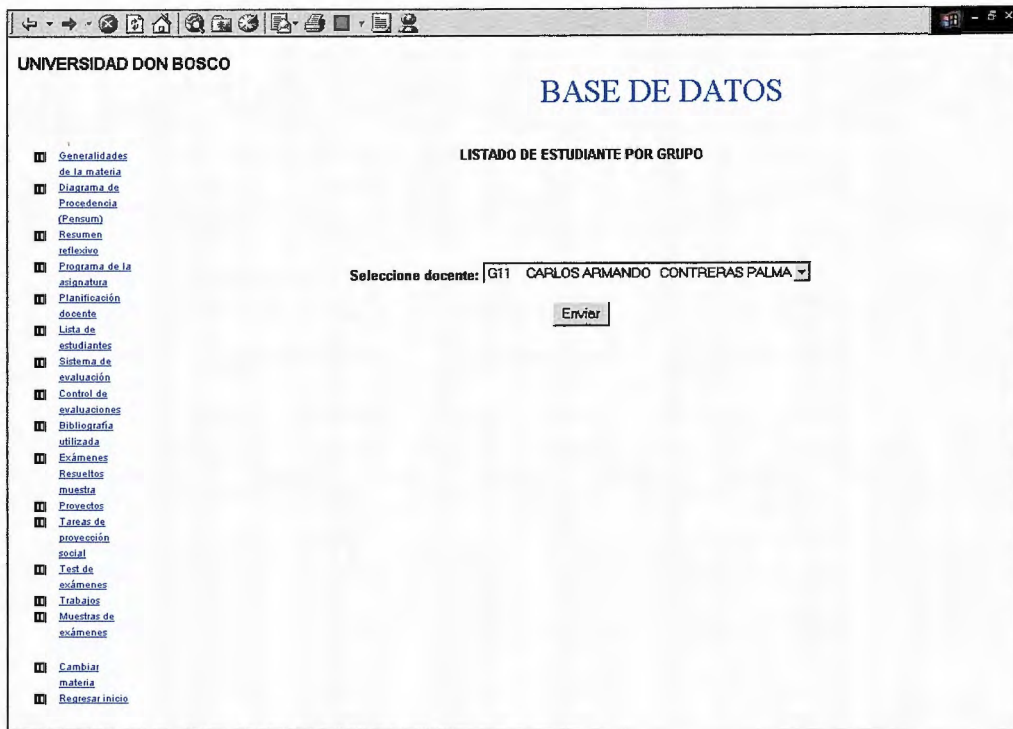 UNIVERSIDAD DON BOSCO
BASE DE DATOS
Generalidades
de la materia
Diagrama de
Procedencia
(Pensum)
Resumen
reflexivo
Programa de la
asignatura
Planificación
docente
Lista de
estudiantes
Sistema de
evaluación
Control de
evaluaciones
Bibliografía
utilizada
Exámenes
Resueltos
muestra
Proyectos
Tareas de
proyección
social
Test de
exámenes
Trabajos
Muestras de
exámenes
Cambiar
materia
Regresar inicio
LISTADO DE ESTUDIANTE POR GRUPO
Seleccione docente: G11 CARLOS ARMANDO CONTRERAS PALMA
Enviar